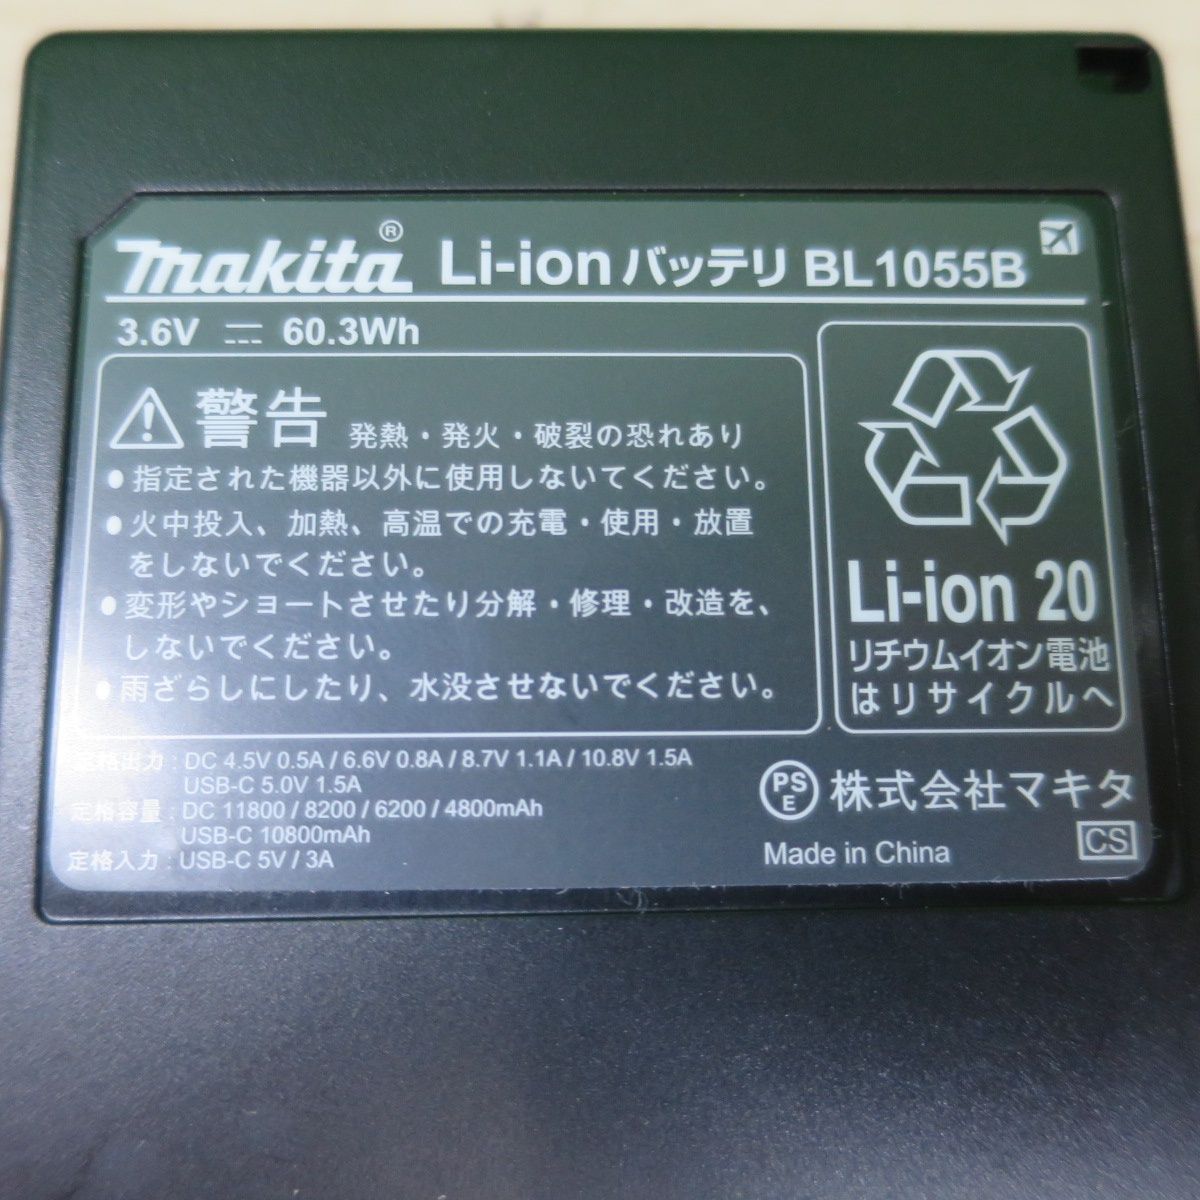 makita® Li-ionバッテリ BL1055B
3.6V ⎓ 60.3Wh
警告 発熱・発火・破裂の恐れあり
●指定された機器以外に使用しないてください。
●火中投入、加熱、高温での充電・使用・放置
をしないでください。
●変形やショートさせたり分解・修理・改造を、
しないでください。
●雨ざらしにしたり、水没させないでください。
Li-ion 20
リチウムイオン電池
はリサイクルへ
定格出力 : DC 4.5V 0.5A / 6.6V 0.8A / 8.7V 1.1A / 10.8V 1.5A
USB-C 5.0V 1.5A
定格容量 : DC 11800 / 8200 / 6200 / 4800mAh
USB-C 10800mAh
定格入力 : USB-C 5V / 3A
PSE 株式会社マキタ
Made in China
CS